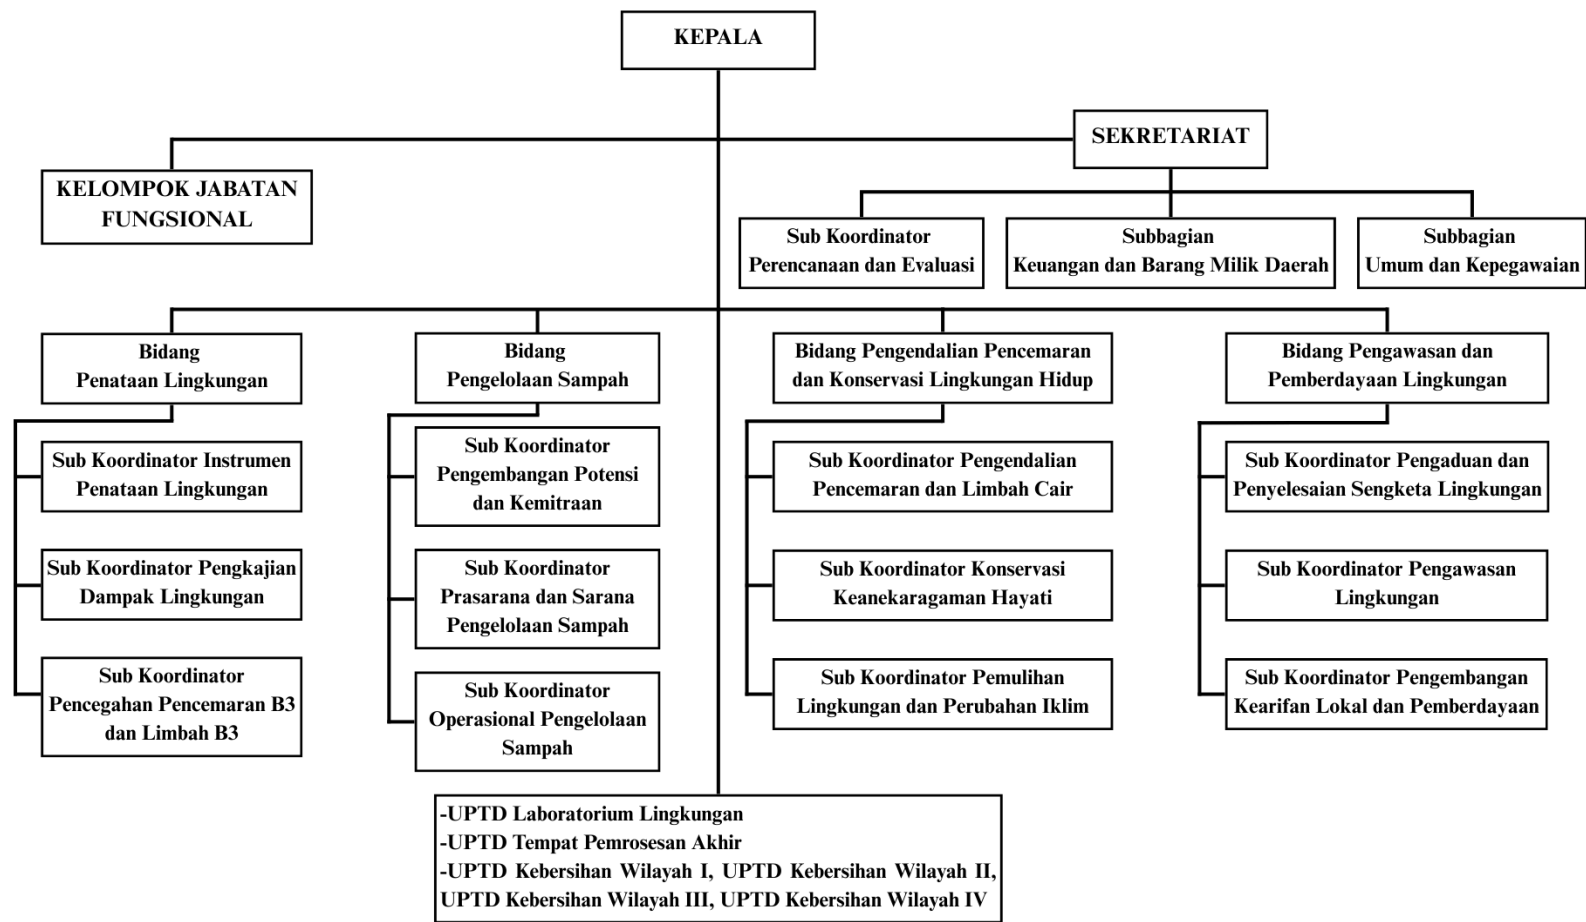 KEPALA
SEKRETARIAT
KELOMPOK JABATAN
FUNGSIONAL
Sub Koordinator
Perencanaan dan Evaluasi
Subbagian
Keuangan dan Barang Milik Daerah
Subbagian
Umum dan Kepegawaian
Bidang
Penataan Lingkungan
Bidang
Pengelolaan Sampah
Bidang Pengendalian Pencemaran
dan Konservasi Lingkungan Hidup
Bidang Pengawasan dan
Pemberdayaan Lingkungan
Sub Koordinator Instrumen
Penataan Lingkungan
Sub Koordinator Pengkajian
Dampak Lingkungan
Sub Koordinator
Pencegahan Pencemaran B3
dan Limbah B3
Sub Koordinator
Pengembangan Potensi
dan Kemitraan
Sub Koordinator
Prasarana dan Sarana
Pengelolaan Sampah
Sub Koordinator
Operasional Pengelolaan
Sampah
Sub Koordinator Pengendalian
Pencemaran dan Limbah Cair
Sub Koordinator Konservasi
Keanekaragaman Hayati
Sub Koordinator Pemulihan
Lingkungan dan Perubahan Iklim
Sub Koordinator Pengaduan dan
Penyelesaian Sengketa Lingkungan
Sub Koordinator Pengawasan
Lingkungan
Sub Koordinator Pengembangan
Kearifan Lokal dan Pemberdayaan
-UPTD Laboratorium Lingkungan
-UPTD Tempat Pemrosesan Akhir
-UPTD Kebersihan Wilayah I, UPTD Kebersihan Wilayah II,
UPTD Kebersihan Wilayah III, UPTD Kebersihan Wilayah IV